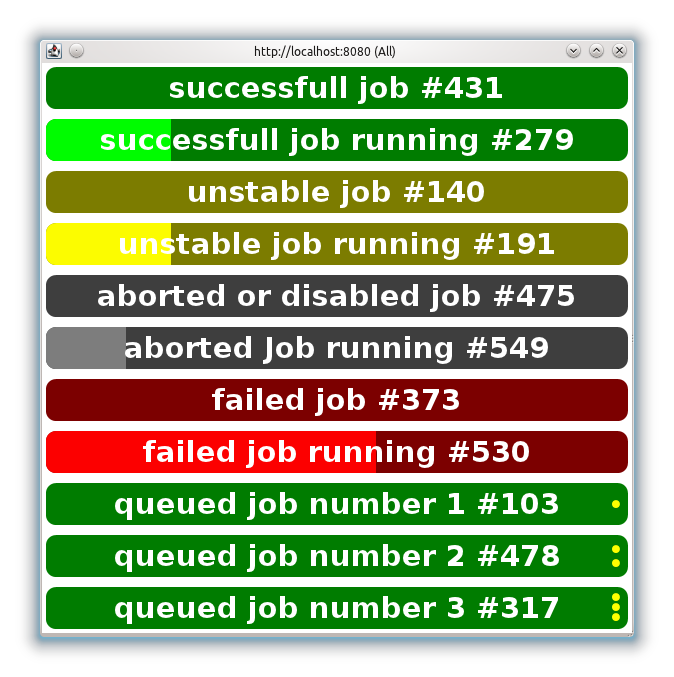 http://localhost:8080 (All)
successfull job #431
successfull job running #279
unstable job #140
unstable job running #191
aborted or disabled job #475
aborted Job running #549
failed job #373
failed job running #530
queued job number 1 #103
queued job number 2 #478
queued job number 3 #317